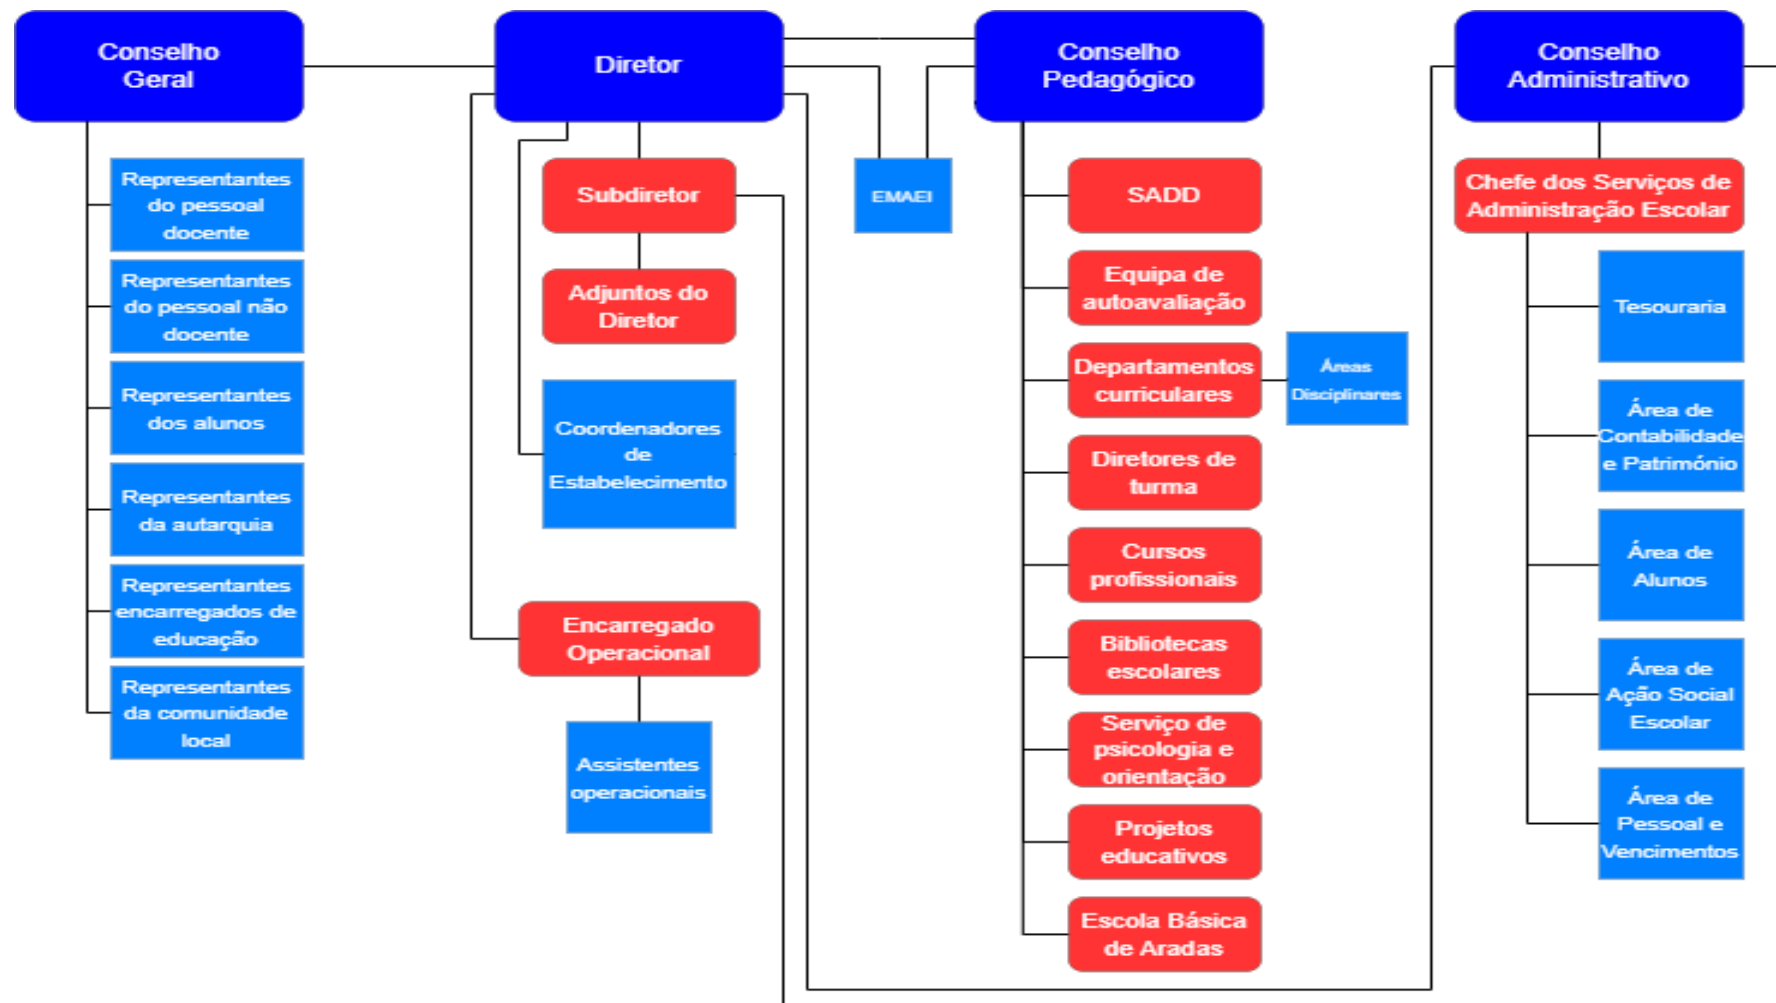 Conselho
Geral
Representantes
do pessoal
docente
Representantes
do pessoal não
docente
Representantes
dos alunos
Representantes
da autarquia
Representantes
encarregados de
educação
Representantes
da comunidade
local
Diretor
Subdiretor
Adjuntos do
Diretor
Coordenadores
de
Estabelecimento
Encarregado
Operacional
Assistentes
operacionais
EMAEI
Conselho
Pedagógico
SADD
Equipa de
autoavaliação
Departamentos
curriculares
Áreas
Disciplinares
Diretores de
turma
Cursos
profissionais
Bibliotecas
escolares
Serviço de
psicologia e
orientação
Projetos
educativos
Escola Básica
de Aradas
Conselho
Administrativo
Chefe dos Serviços de
Administração Escolar
Tesouraria
Área de
Contabilidade
e Património
Área de
Alunos
Área de
Ação Social
Escolar
Área de
Pessoal e
Vencimentos